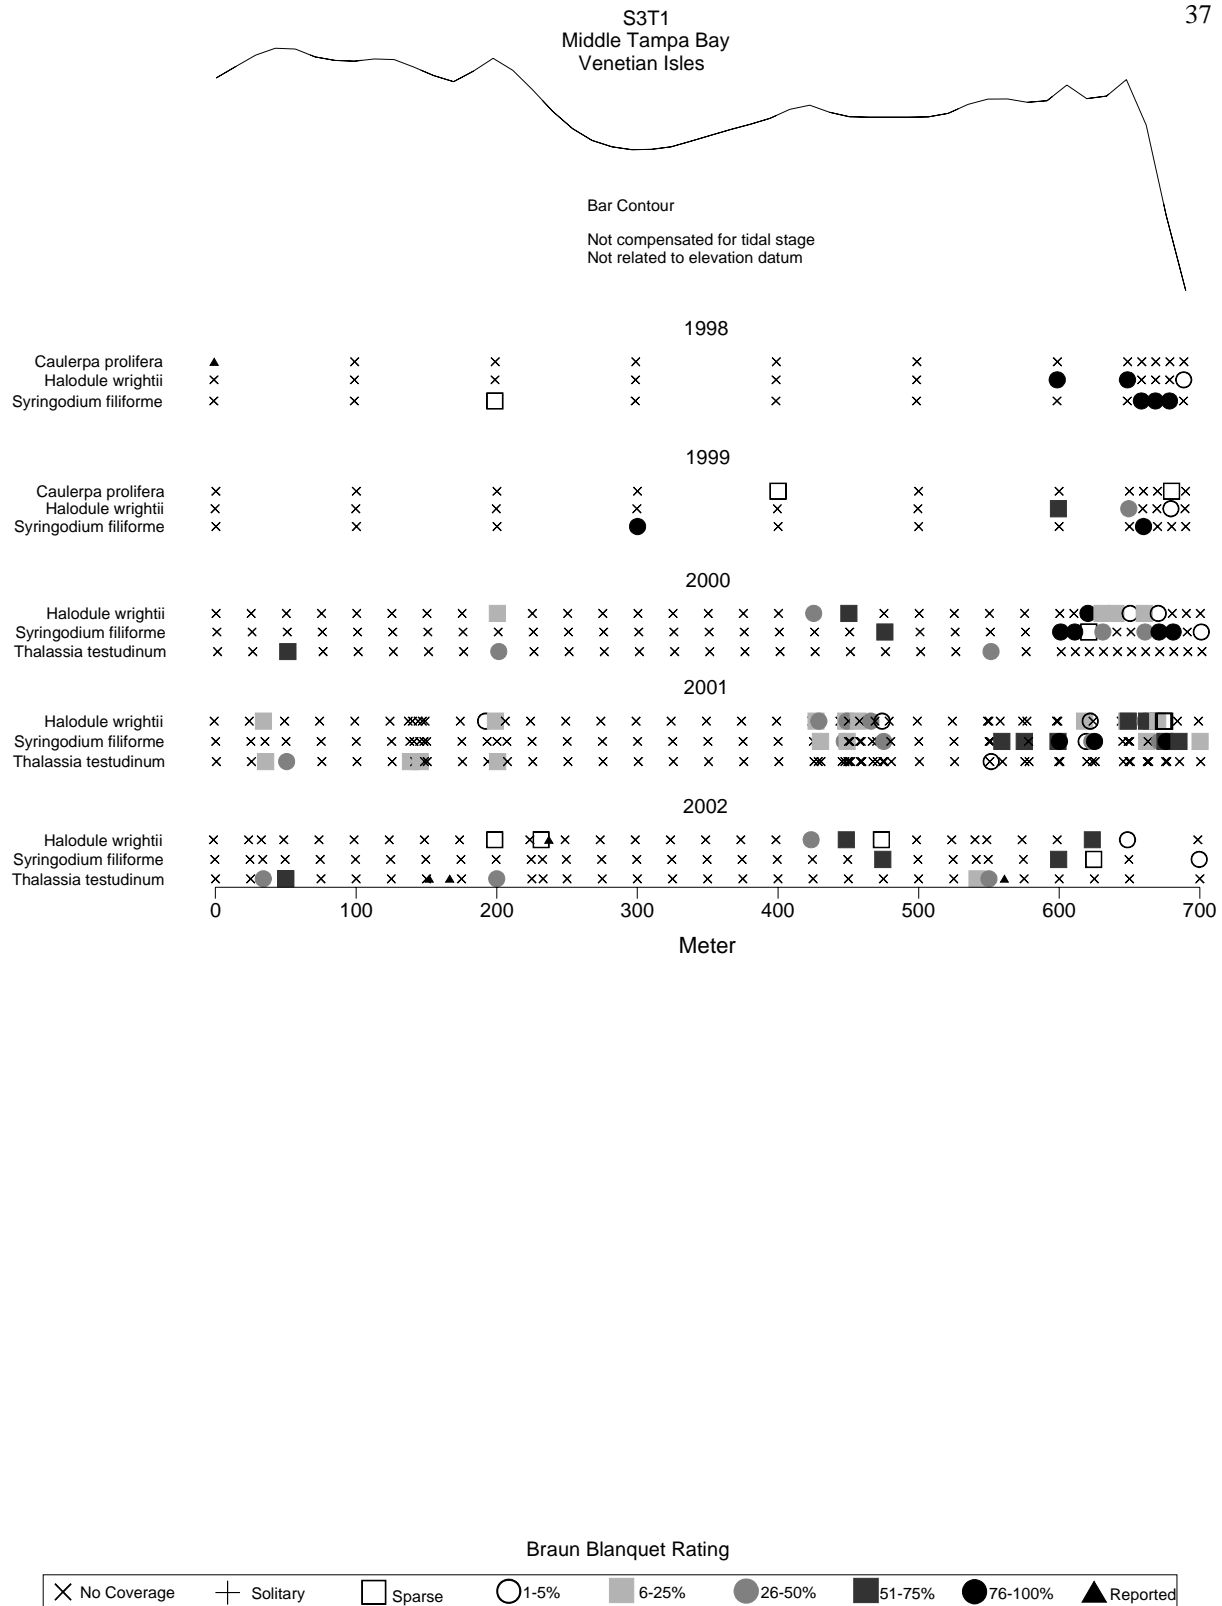 37
S3T1
Middle Tampa Bay
Venetian Isles
Bar Contour
Not compensated for tidal stage
Not related to elevation datum
1998
Caulerpa prolifera
Halodule wrightii
Syringodium filiforme
1999
Caulerpa prolifera
Halodule wrightii
Syringodium filiforme
2000
Halodule wrightii
Syringodium filiforme
Thalassia testudinum
2001
Halodule wrightii
Syringodium filiforme
Thalassia testudinum
2002
Halodule wrightii
Syringodium filiforme
Thalassia testudinum
0 100 200 300 400 500 600 700
Meter
Braun Blanquet Rating
No Coverage Solitary Sparse 1-5% 6-25% 26-50% 51-75% 76-100% Reported